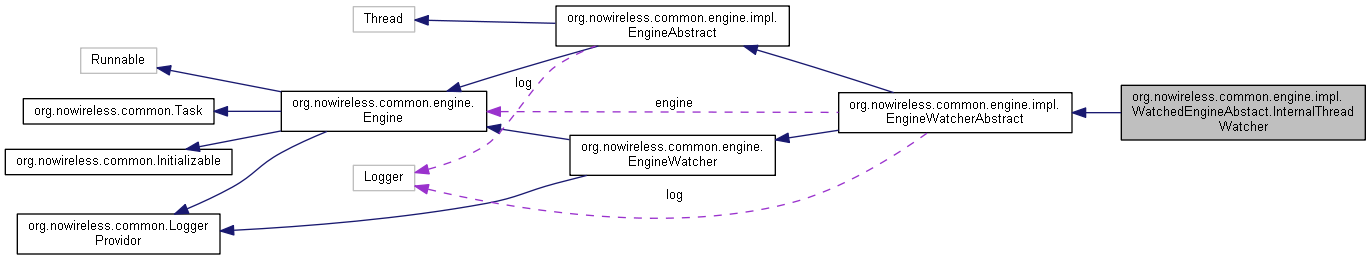 Thread
org.nowireless.common.engine.impl.
EngineAbstract
Runnable
log
org.nowireless.common.engine.
Engine
org.nowireless.common.Task
engine
org.nowireless.common.engine.impl.
EngineWatcherAbstract
org.nowireless.common.engine.impl.
WatchedEngineAbstact.InternalThread
Watcher
org.nowireless.common.Initializable
org.nowireless.common.engine.
EngineWatcher
Logger
log
org.nowireless.common.Logger
Providor